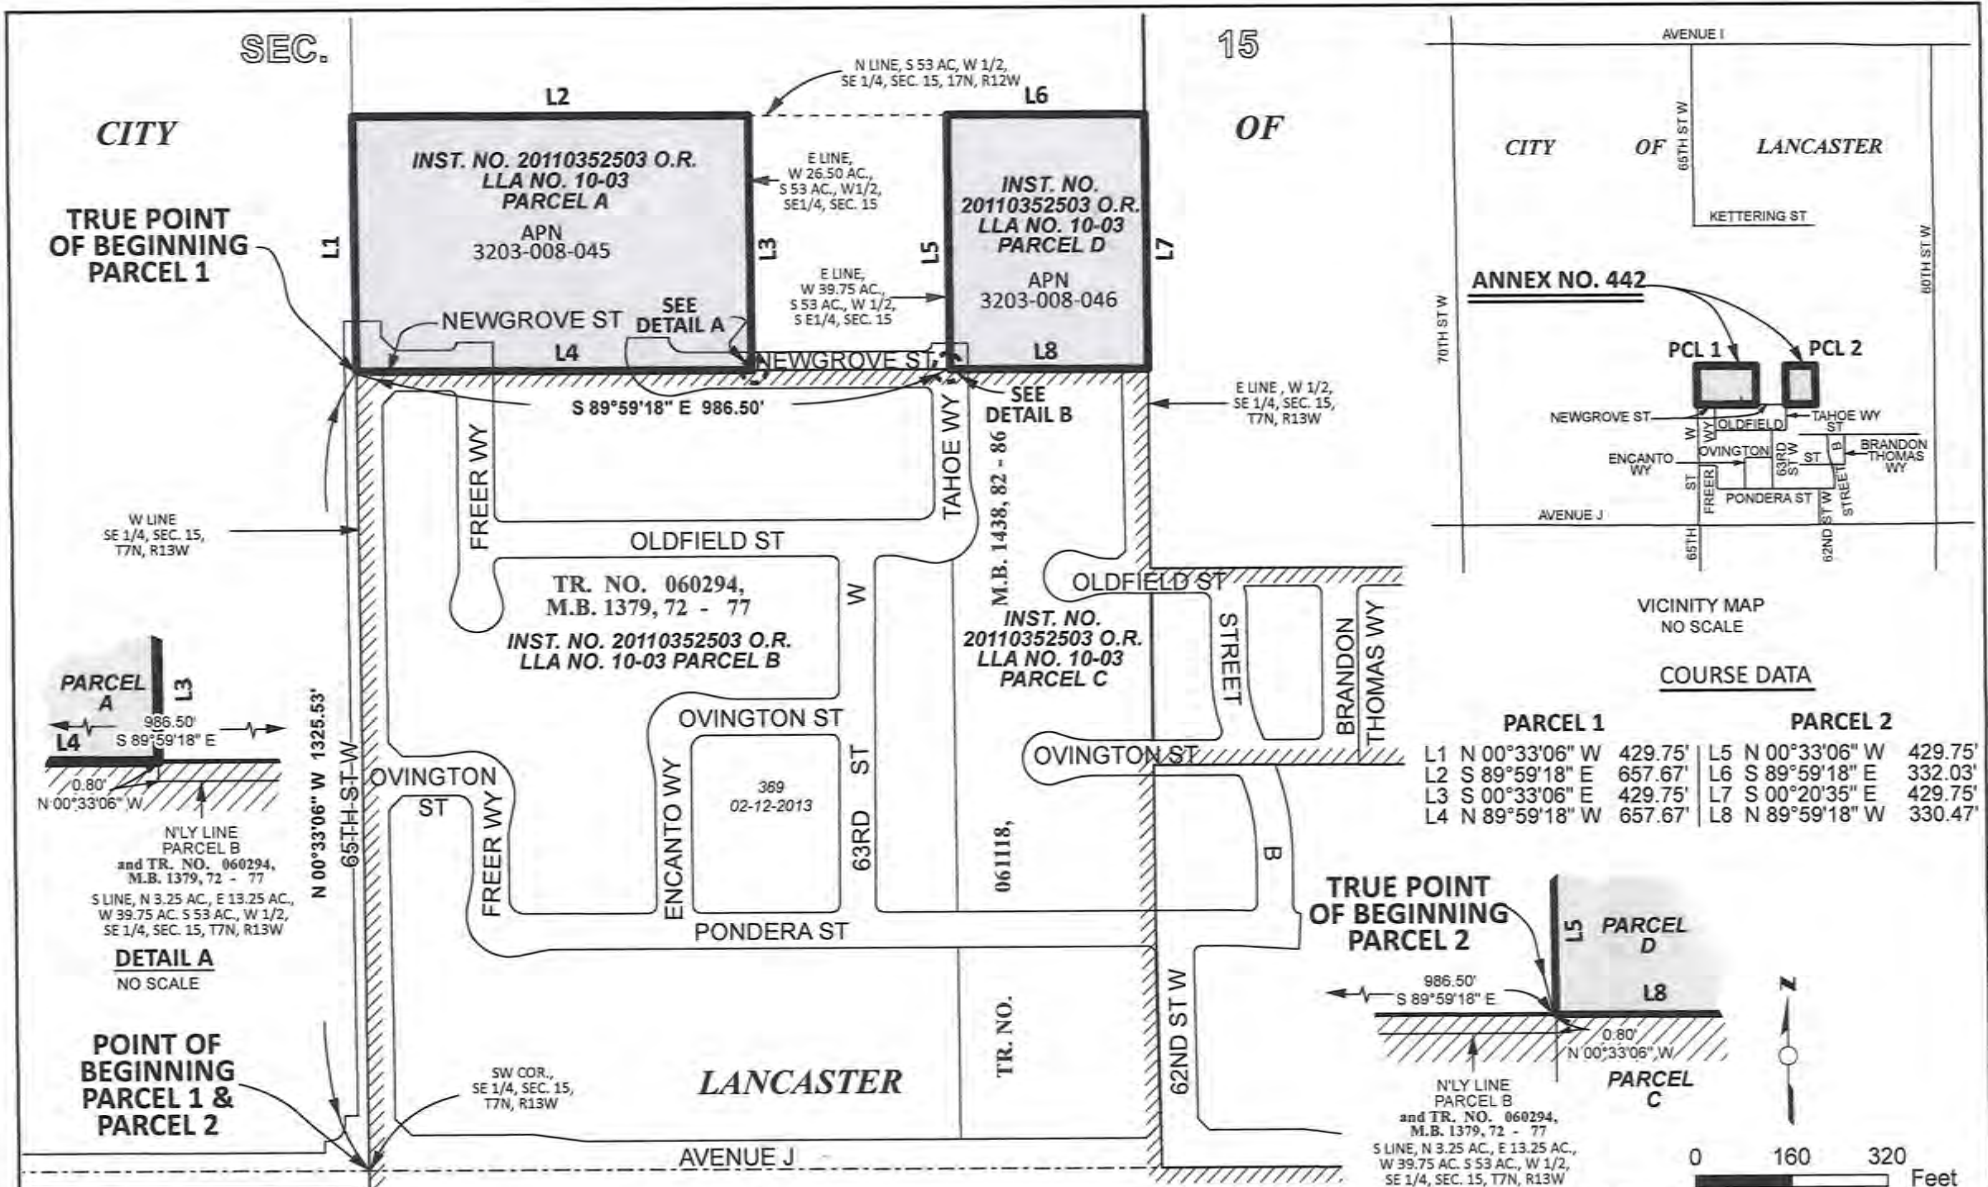 SEC.
15
CITY
OF
L2
L6
N LINE, S 53 AC, W 1/2,
SE 1/4, SEC. 15, 17N, R12W
INST. NO. 20110352503 O.R.
LLA NO. 10-03
PARCEL A
APN
3203-008-045
E LINE,
W 26.50 AC.,
S 53 AC., W1/2,
SE1/4, SEC. 15
INST. NO.
20110352503 O.R.
LLA NO. 10-03
PARCEL D
APN
3203-008-046
TRUE POINT
OF BEGINNING
PARCEL 1
L1
L3
L5
L7
E LINE,
W 39.75 AC.,
S 53 AC., W 1/2,
S E1/4, SEC. 15
NEWGROVE ST
SEE
DETAIL A
L4
NEWGROVE ST
L8
S 89°59'18" E 986.50'
SEE
DETAIL B
E LINE , W 1/2,
SE 1/4, SEC. 15,
T7N, R13W
W LINE
SE 1/4, SEC. 15,
T7N, R13W
FREER WY
TAHOE WY
M.B. 1438, 82 - 86
OLDFIELD ST
TR. NO. 060294,
M.B. 1379, 72 - 77
INST. NO. 20110352503 O.R.
LLA NO. 10-03 PARCEL B
W
OLDFIELD ST
INST. NO.
20110352503 O.R.
LLA NO. 10-03
PARCEL C
STREET
BRANDON
THOMAS WY
PARCEL
A
L3
986.50'
S 89°59'18" E
L4
0.80'
N 00°33'06" W
N'LY LINE
PARCEL B
and TR. NO. 060294,
M.B. 1379, 72 - 77
S LINE, N 3.25 AC., E 13.25 AC.,
W 39.75 AC. S 53 AC., W 1/2,
SE 1/4, SEC. 15, T7N, R13W
DETAIL A
NO SCALE
N 00°33'06" W 1325.53'
65TH ST W
OVINGTON
ST
FREER WY
OVINGTON ST
ENCANTO WY
369
02-12-2013
63RD ST
OVINGTON ST
B
061118,
PONDERA ST
TR. NO.
62ND ST W
POINT OF
BEGINNING
PARCEL 1 &
PARCEL 2
SW COR.,
SE 1/4, SEC. 15,
T7N, R13W
LANCASTER
AVENUE J
AVENUE I
CITY
OF
LANCASTER
65TH ST W
KETTERING ST
60TH ST W
70TH ST W
ANNEX NO. 442
PCL 1
PCL 2
NEWGROVE ST
TAHOE WY
OLDFIELD
ST
ENCANTO
WY
OVINGTON
ST
63RD
ST W
BRANDON
THOMAS
WY
FREER
WY
STREET
B
PONDERA ST
AVENUE J
65TH
ST
W
62ND ST W
VICINITY MAP
NO SCALE
COURSE DATA
PARCEL 1
PARCEL 2
L1 N 00°33'06" W 429.75' L5 N 00°33'06" W 429.75'
L2 S 89°59'18" E 657.67' L6 S 89°59'18" E 332.03'
L3 S 00°33'06" E 429.75' L7 S 00°20'35" E 429.75'
L4 N 89°59'18" W 657.67' L8 N 89°59'18" W 330.47'
TRUE POINT
OF BEGINNING
PARCEL 2
L5
PARCEL
D
986.50'
S 89°59'18" E
L8
0.80'
N 00°33'06" W
PARCEL
C
N'LY LINE
PARCEL B
and TR. NO. 060294,
M.B. 1379, 72 - 77
S LINE, N 3.25 AC., E 13.25 AC.,
W 39.75 AC. S 53 AC., W 1/2,
SE 1/4, SEC. 15, T7N, R13W
N
0 160 320
Feet